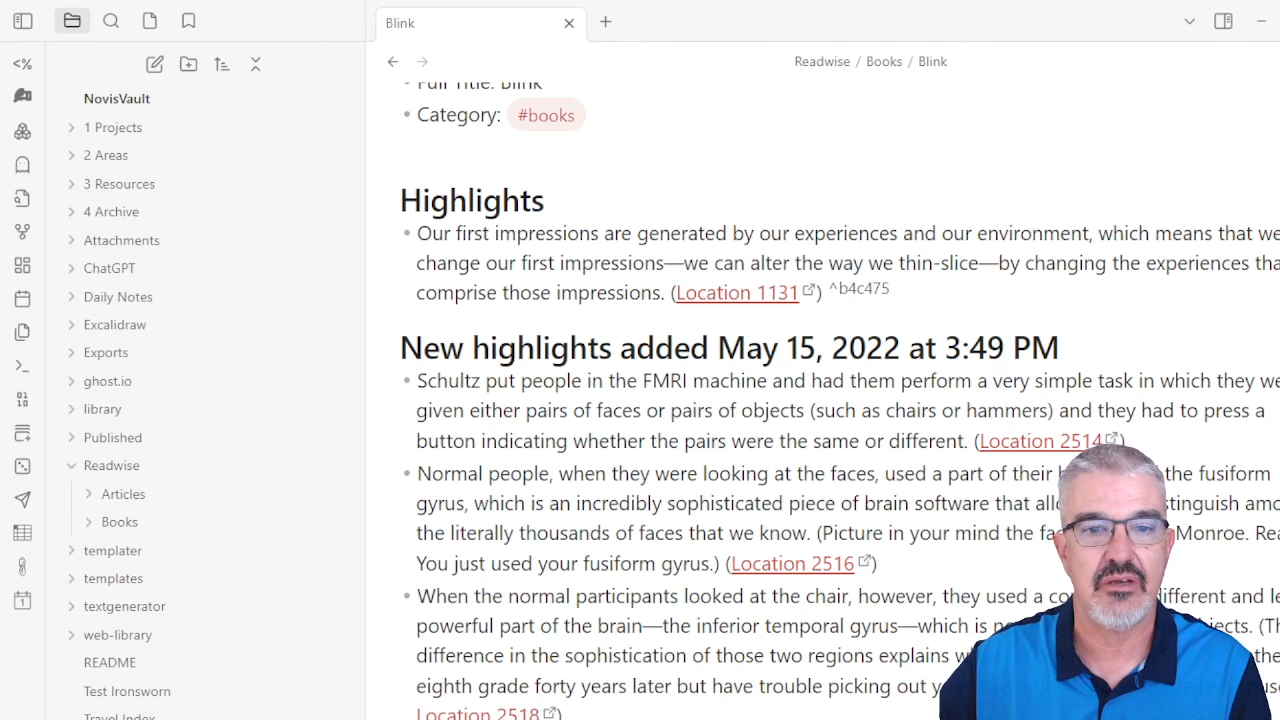 Blink
Readwise / Books / Blink
NovisVault
1 Projects
2 Areas
3 Resources
4 Archive
Attachments
ChatGPT
Daily Notes
Excalidraw
Exports
ghost.io
library
Published
Readwise
Articles
Books
templater
templates
textgenerator
web-library
README
Test Ironsworn
Travel Index
Full Title: Blink
Category: #books
Highlights
Our first impressions are generated by our experiences and our environment, which means that we
change our first impressions—we can alter the way we thin-slice—by changing the experiences
comprise those impressions. (Location 1131) ^b4c475
New highlights added May 15, 2022 at 3:49 PM
Schultz put people in the FMRI machine and had them perform a very simple task in which they
given either pairs of faces or pairs of objects (such as chairs or hammers) and they had to press a
button indicating whether the pairs were the same or different. (Location 2514)
Normal people, when they were looking at the faces, used a part of their the fusiform
gyrus, which is an incredibly sophisticated piece of brain software that
the literally thousands of faces that we know. (Picture in your mind the Monroe.
You just used your fusiform gyrus.) (Location 2516)
When the normal participants looked at the chair, however, they used a
powerful part of the brain—the inferior temporal gyrus—which is
difference in the sophistication of those two regions explains
eighth grade forty years later but have trouble picking out
Location 2518)